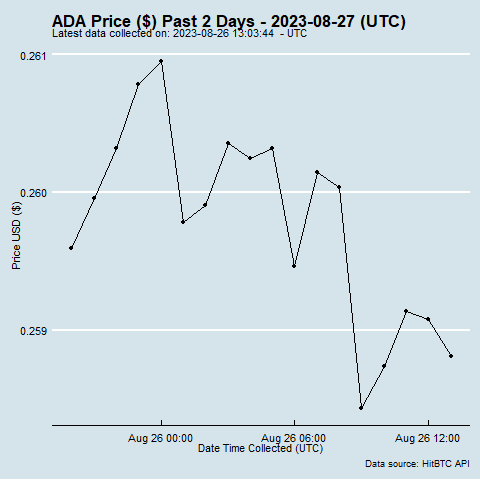 ADA Price ($) Past 2 Days - 2023-08-27 (UTC)
Latest data collected on: 2023-08-26 13:03:44  - UTC
0.261
0.260
0.259
Price USD ($)
Aug 26 00:00
Aug 26 06:00
Aug 26 12:00
Date Time Collected (UTC)
Data source: HitBTC API